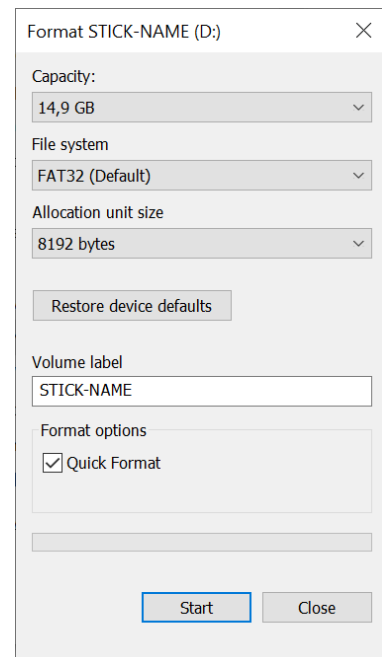 Format STICK-NAME (D:)
Capacity:
14,9 GB
File system
FAT32 (Default)
Allocation unit size
8192 bytes
Restore device defaults
Volume label
STICK-NAME
Format options
Quick Format
Start Close